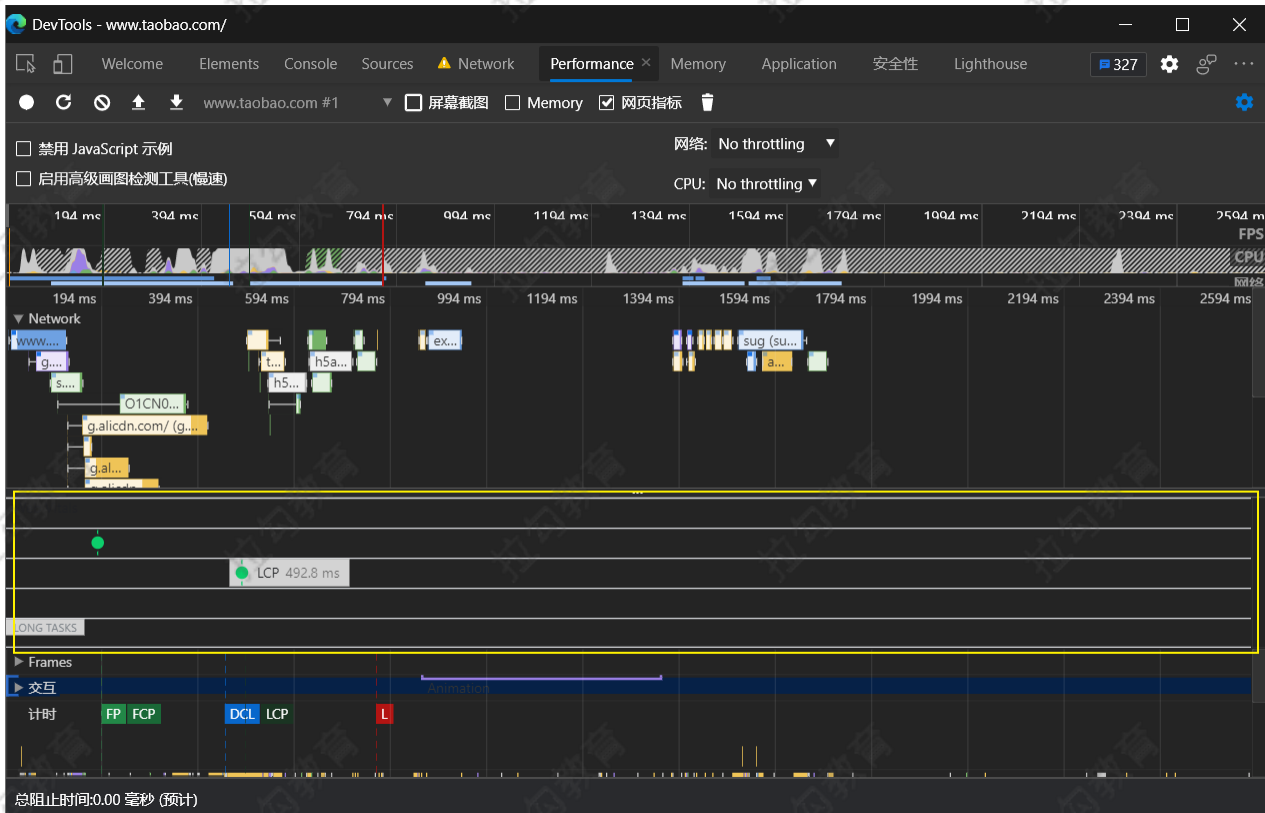 DevTools - www.taobao.com/
Welcome Elements Console Sources Network Performance Memory Application 安全性 Lighthouse 327
www.taobao.com #1 屏幕截图 Memory 网页指标
禁用 JavaScript 示例 网络: No throttling
启用高级画图检测工具(慢速) CPU: No throttling
194 ms 394 ms 594 ms 794 ms 994 ms 1194 ms 1394 ms 1594 ms 1794 ms 1994 ms 2194 ms 2394 ms 2594 m
FPS
CPU
网络
194 ms 394 ms 594 ms 794 ms 994 ms 1194 ms 1394 ms 1594 ms 1794 ms 1994 ms 2194 ms 2394 ms 2594 ms
Network
www.... ex... sug (su...
g.... t... h5a... a...
s.... h5...
O1CN0...
g.alicdn.com/ (g....
g.al...
LCP 492.8 ms
LONG TASKS
Frames
交互 Animation
计时 FP FCP DCL LCP L
总阻止时间:0.00 毫秒 (预计)
拉勾教育